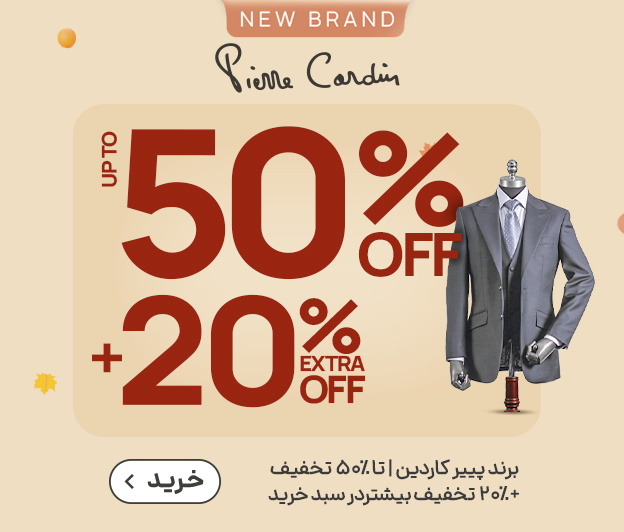 NEW BRAND
Pierre Cardin
UP TO
50%
OFF
+20%
EXTRA
OFF
برند پییر کاردین | تا ۵۰٪ تخفیف
+۲۰٪ تخفیف بیشتر در سبد خرید
خرید